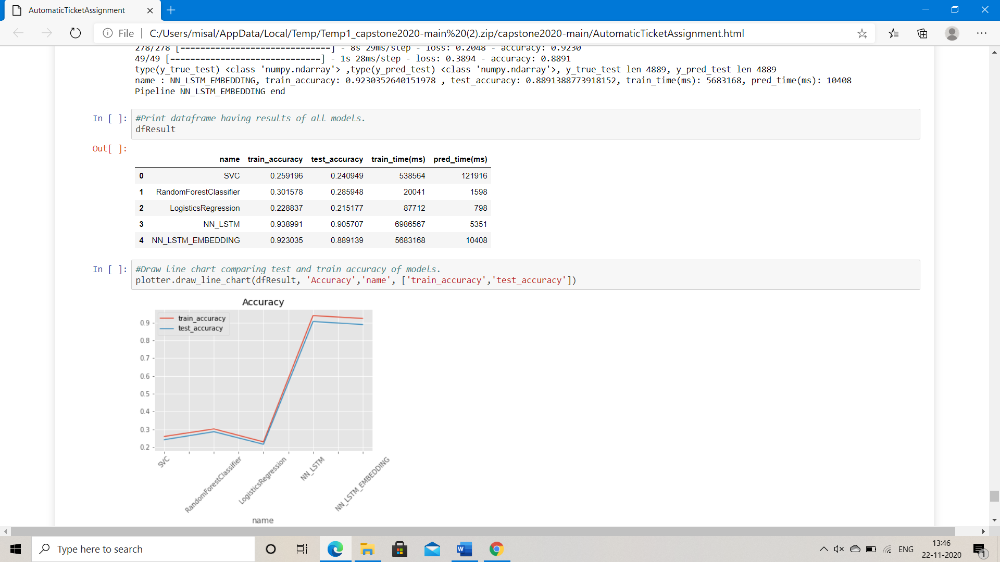 AutomaticTicketAssignment
File | C:/Users/misal/AppData/Local/Temp/Temp1_capstone2020-main%20(2).zip/capstone2020-main/AutomaticTicketAssignment.html
278/278 [==============================] - 8s 29ms/step - loss: 0.2048 - accuracy: 0.9230
49/49 [==============================] - 1s 28ms/step - loss: 0.3894 - accuracy: 0.8891
type(y_true_test) <class 'numpy.ndarray'> ,type(y_pred_test) <class 'numpy.ndarray'>, y_true_test len 4889, y_pred_test len 4889
name : NN_LSTM_EMBEDDING, train_accuracy: 0.9230352640151978 , test_accuracy: 0.8891388773918152, train_time(ms): 5683168, pred_time(ms): 10408
Pipeline NN_LSTM_EMBEDDING end
In [ ]: #Print dataframe having results of all models.
dfResult
Out[ ]:
name train_accuracy test_accuracy train_time(ms) pred_time(ms)
0 SVC 0.259196 0.240949 538564 121916
1 RandomForestClassifier 0.301578 0.285948 20041 1598
2 LogisticsRegression 0.228837 0.215177 87712 798
3 NN_LSTM 0.938991 0.905707 6986567 5351
4 NN_LSTM_EMBEDDING 0.923035 0.889139 5683168 10408
In [ ]: #Draw line chart comparing test and train accuracy of models.
plotter.draw_line_chart(dfResult, 'Accuracy','name', ['train_accuracy','test_accuracy'])
Accuracy
train_accuracy
test_accuracy
0.9
0.8
0.7
0.6
0.5
0.4
0.3
0.2
SVC
RandomForestClassifier
LogisticsRegression
NN_LSTM
NN_LSTM_EMBEDDING
name
Type here to search
ENG
13:46
22-11-2020
1